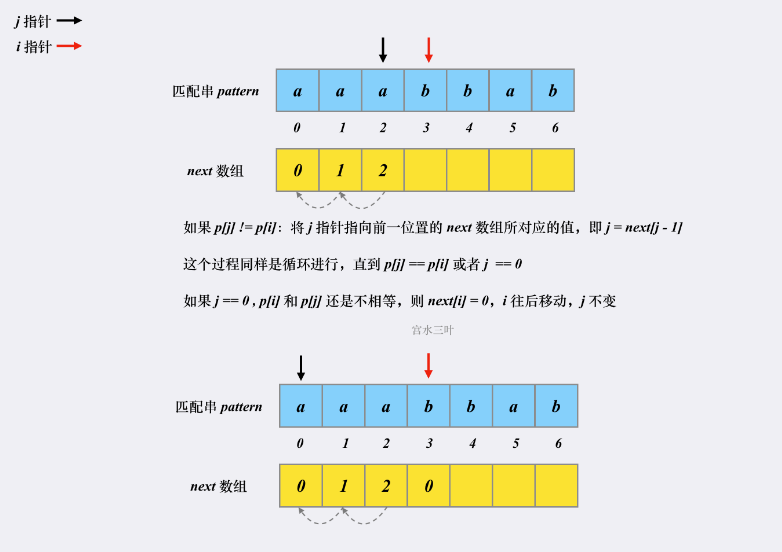 j 指针
i 指针
匹配串 pattern a a a b b a b
0 1 2 3 4 5 6
next 数组 0 1 2
如果 p[j] != p[i]：将 j 指针指向前一位置的 next 数组所对应的值，即 j = next[j - 1]
这个过程同样是循环进行，直到 p[j] == p[i] 或者 j == 0
如果 j == 0 , p[i] 和 p[j] 还是不相等，则 next[i] = 0，i 往后移动，j 不变
宫水三叶
匹配串 pattern a a a b b a b
0 1 2 3 4 5 6
next 数组 0 1 2 0